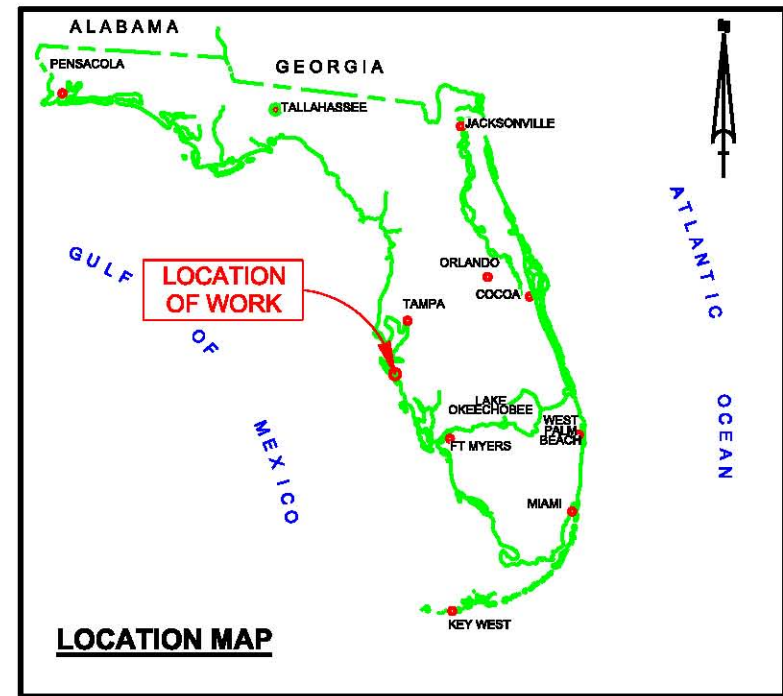 ALABAMA
PENSACOLA
GEORGIA
TALLAHASSEE
JACKSONVILLE
GULF
OF
MEXICO
LOCATION
OF WORK
ORLANDO
COCOA
TAMPA
ATLANTIC
OCEAN
LAKE
OKEECHOBEE
WEST
PALM
BEACH
FT MYERS
MIAMI
KEY WEST
LOCATION MAP